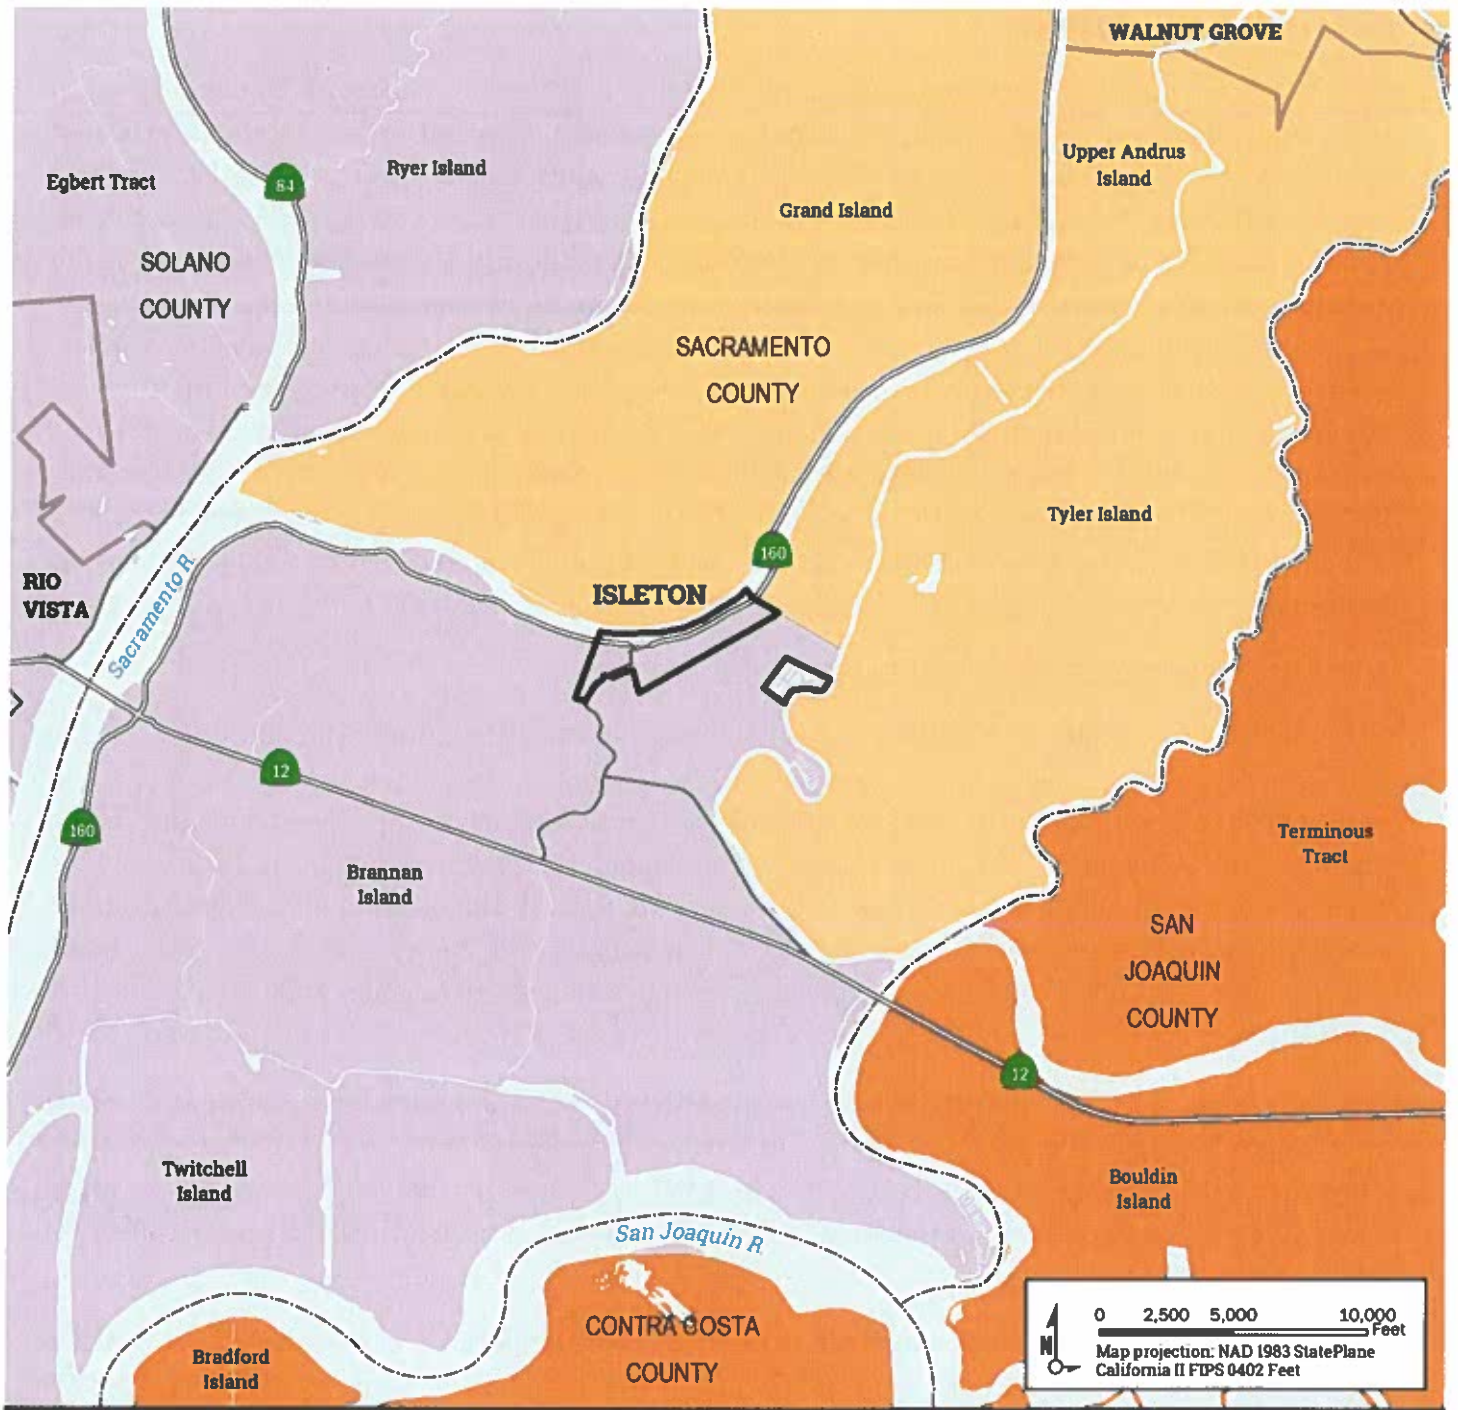 WALNUT GROVE
Upper Andrus
Island
Ryer Island
Egbert Tract
84
Grand Island
SOLANO
COUNTY
SACRAMENTO
COUNTY
Tyler Island
160
RIO
VISTA
Sacramento R.
ISLETON
12
160
Brannan
Island
Terminous
Tract
SAN
JOAQUIN
COUNTY
12
Twitchell
Island
Bouldin
Island
San Joaquin R
CONTRA COSTA
COUNTY
Bradford
Island
N
0 2,500 5,000 10,000
Feet
Map projection: NAD 1983 StatePlane
California II FIPS 0402 Feet